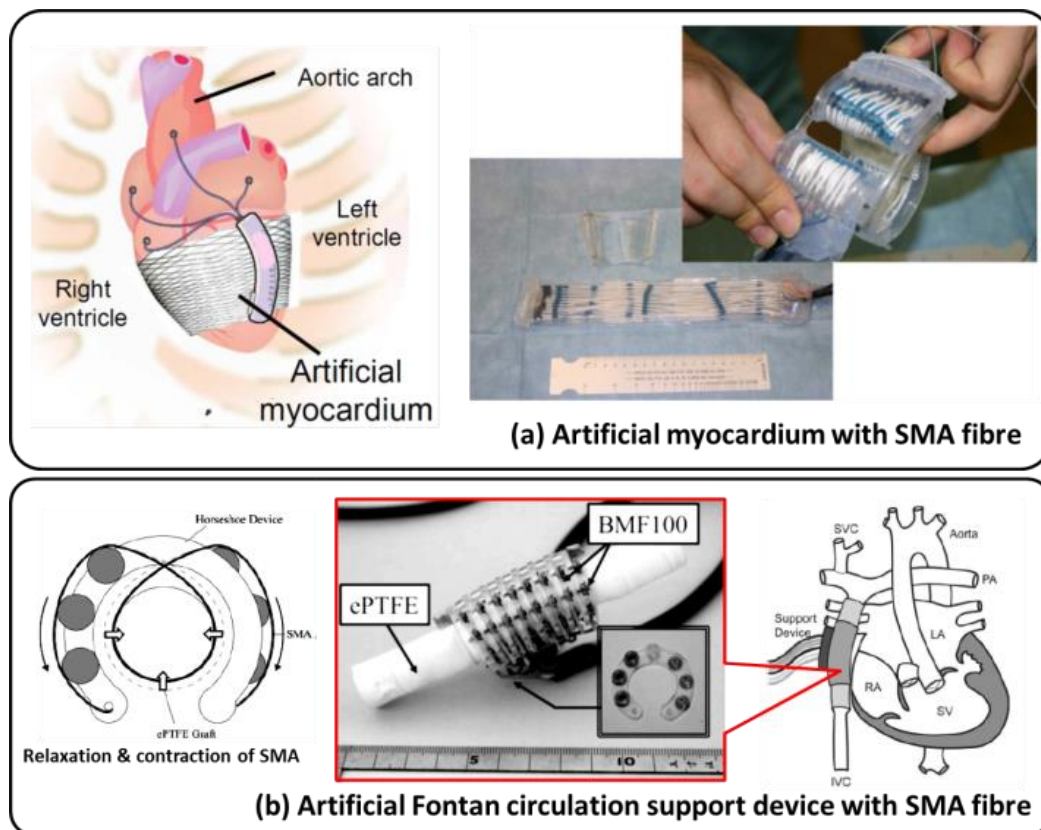 Aortic arch
Left
ventricle
Right
ventricle
Artificial
myocardium
(a) Artificial myocardium with SMA fibre
Horseshoe Device
SMA
ePTFE Graft
Relaxation & contraction of SMA
BMF100
ePTFE
5
10
SVC
Aorta
PA
Support
Device
LA
RA
SV
IVC
(b) Artificial Fontan circulation support device with SMA fibre